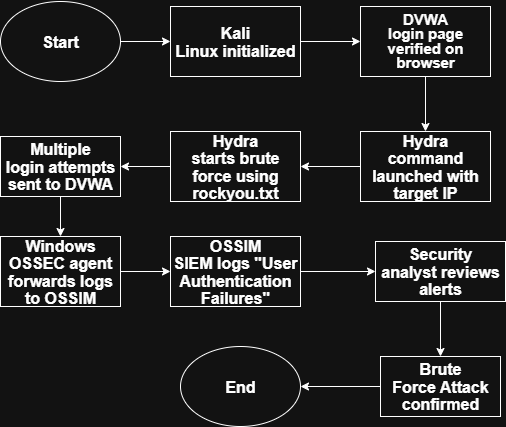 Start
Kali
Linux initialized
DVWA
login page
verified on
browser
Hydra
command
launched with
target IP
Hydra
starts brute
force using
rockyou.txt
Multiple
login attempts
sent to DVWA
Windows
OSSEC agent
forwards logs
to OSSIM
OSSIM
SIEM logs "User
Authentication
Failures"
Security
analyst reviews
alerts
Brute
Force Attack
confirmed
End